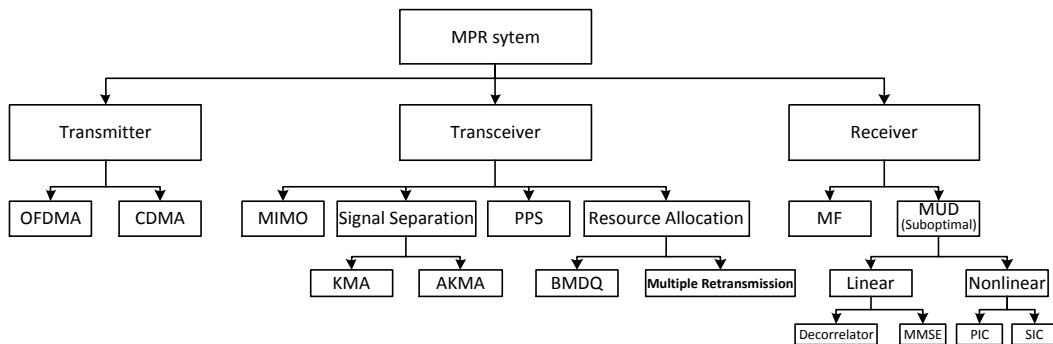 MPR sytem
Transmitter
Transceiver
Receiver
OFDMA
CDMA
MIMO
Signal Separation
PPS
Resource Allocation
MF
MUD
(Suboptimal)
KMA
AKMA
BMDQ
Multiple Retransmission
Linear
Nonlinear
Decorrelator
MMSE
PIC
SIC